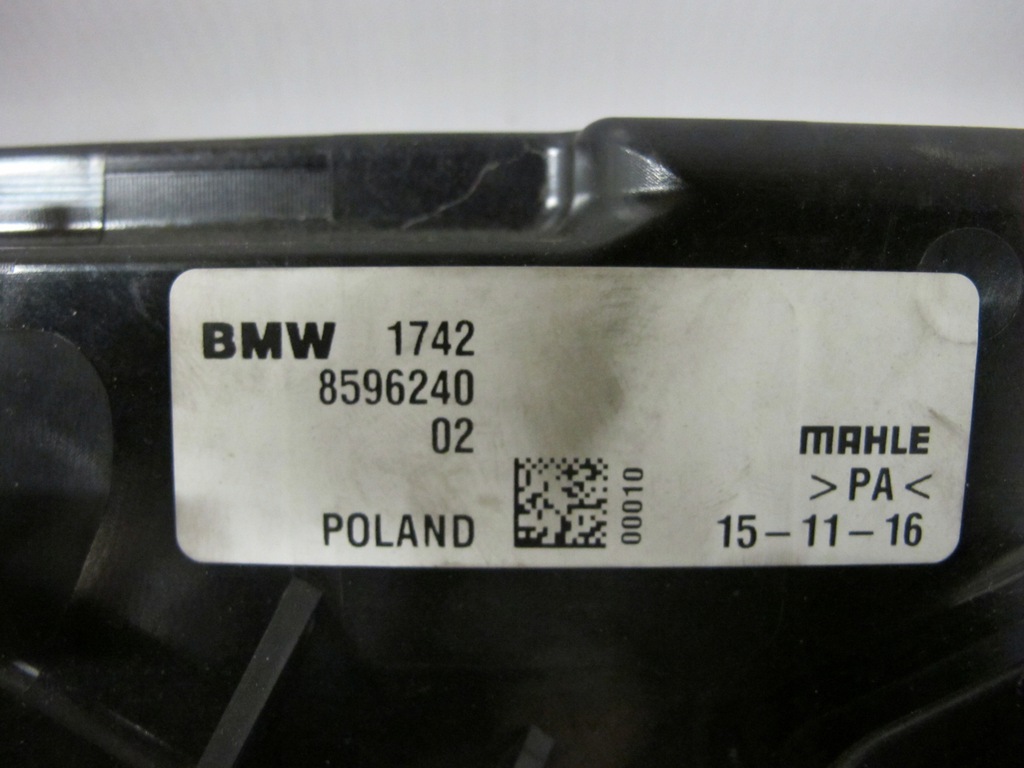 BMW 1742
8596240
02
POLAND
00010
MAHLE
>PA<
15-11-16